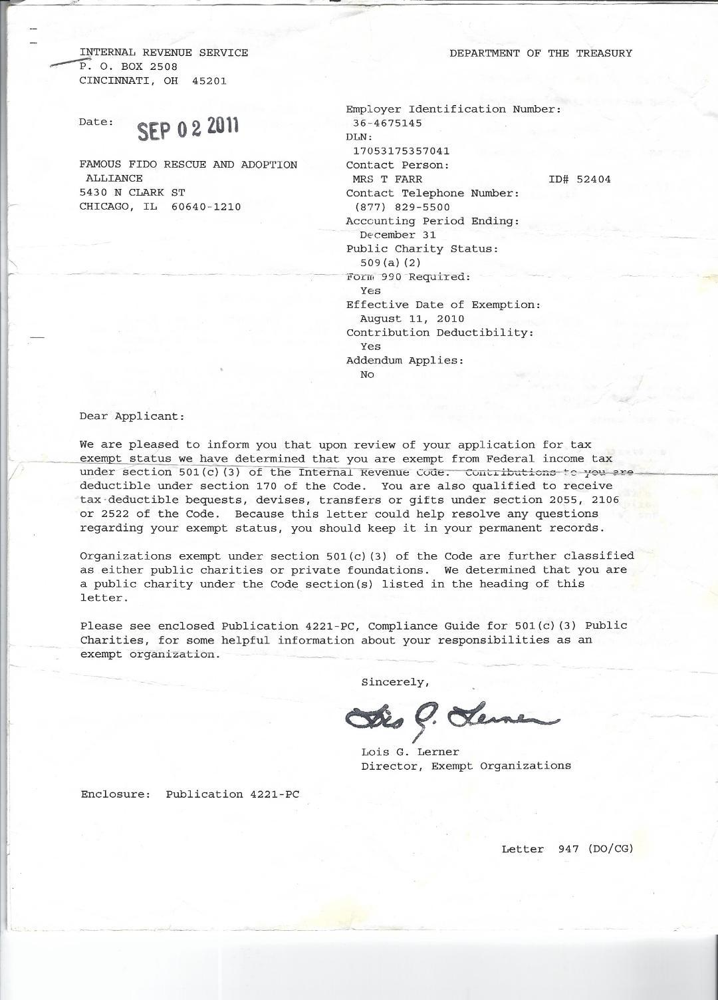 INTERNAL REVENUE SERVICE
P. O. BOX 2508
CINCINNATI, OH 45201
DEPARTMENT OF THE TREASURY
Date: SEP 02 2011
FAMOUS FIDO RESCUE AND ADOPTION
ALLIANCE
5430 N CLARK ST
CHICAGO, IL 60640-1210
Employer Identification Number:
36-4675145
DLN:
17053175357041
Contact Person:
MRS T FARR ID# 52404
Contact Telephone Number:
(877) 829-5500
Accounting Period Ending:
December 31
Public Charity Status:
509(a)(2)
Form 990 Required:
Yes
Effective Date of Exemption:
August 11, 2010
Contribution Deductibility:
Yes
Addendum Applies:
No
Dear Applicant:
We are pleased to inform you that upon review of your application for tax
exempt status we have determined that you are exempt from Federal income tax
under section 501(c)(3) of the Internal Revenue Code. Contributions to you are
deductible under section 170 of the Code. You are also qualified to receive
tax-deductible bequests, devises, transfers or gifts under section 2055, 2106
or 2522 of the Code. Because this letter could help resolve any questions
regarding your exempt status, you should keep it in your permanent records.
Organizations exempt under section 501(c)(3) of the Code are further classified
as either public charities or private foundations. We determined that you are
a public charity under the Code section(s) listed in the heading of this
letter.
Please see enclosed Publication 4221-PC, Compliance Guide for 501(c)(3) Public
Charities, for some helpful information about your responsibilities as an
exempt organization.
Sincerely,
Lois G. Lerner
Lois G. Lerner
Director, Exempt Organizations
Enclosure: Publication 4221-PC
Letter 947 (DO/CG)